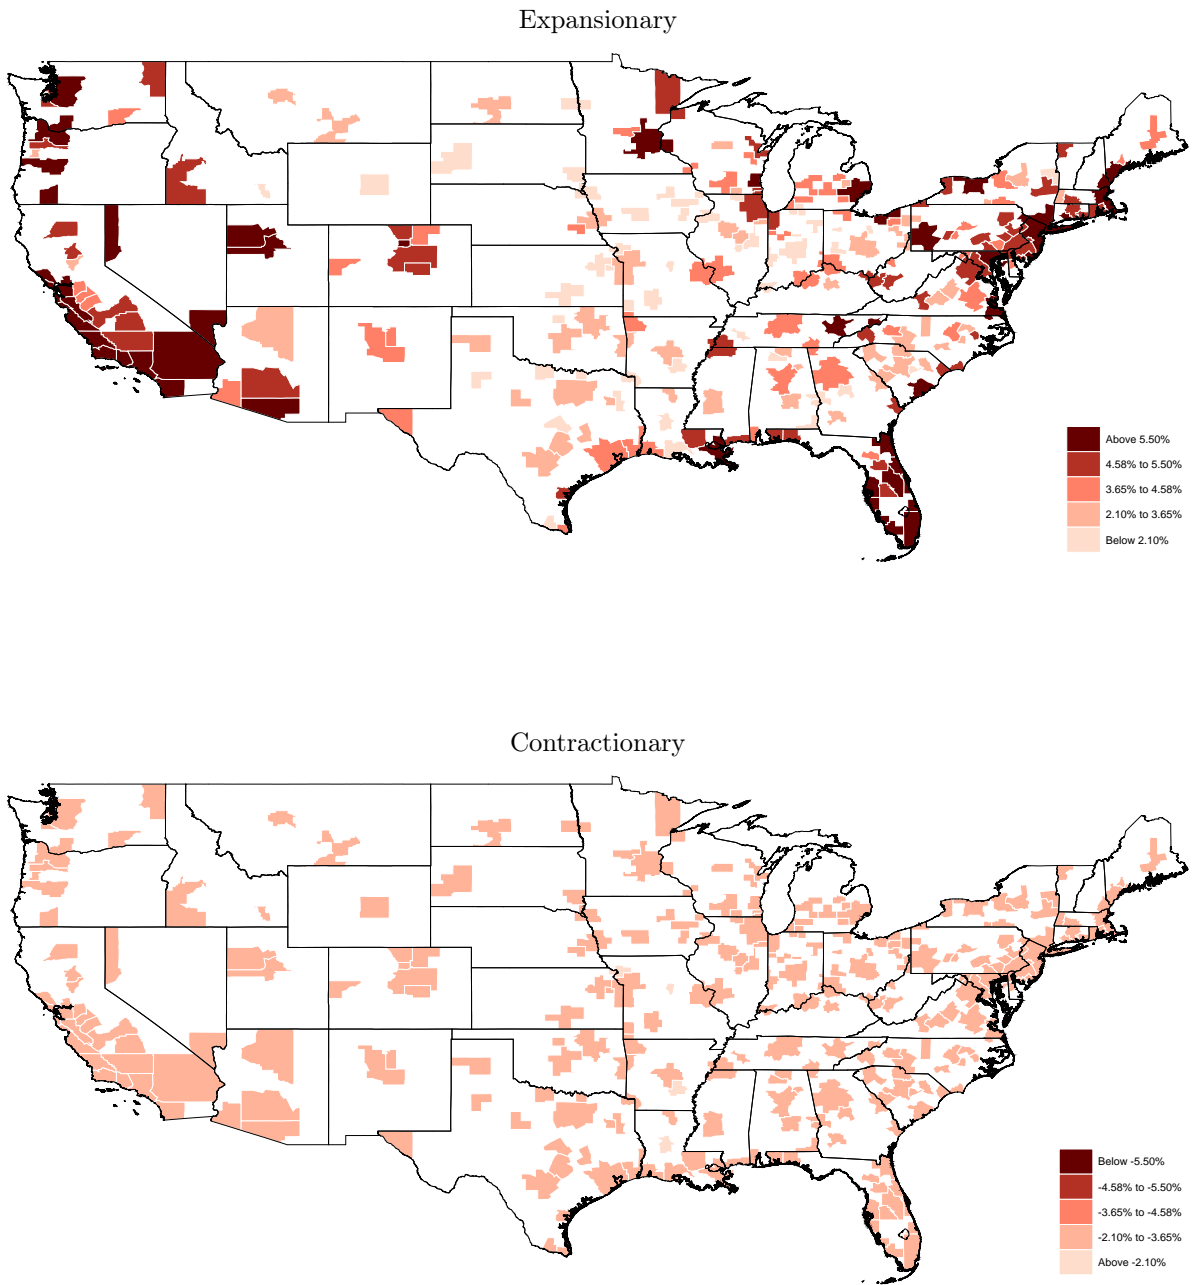 Expansionary
Above 5.50%
4.58% to 5.50%
3.65% to 4.58%
2.10% to 3.65%
Below 2.10%
Contractionary
Below -5.50%
-4.58% to -5.50%
-3.65% to -4.58%
-2.10% to -3.65%
Above -2.10%